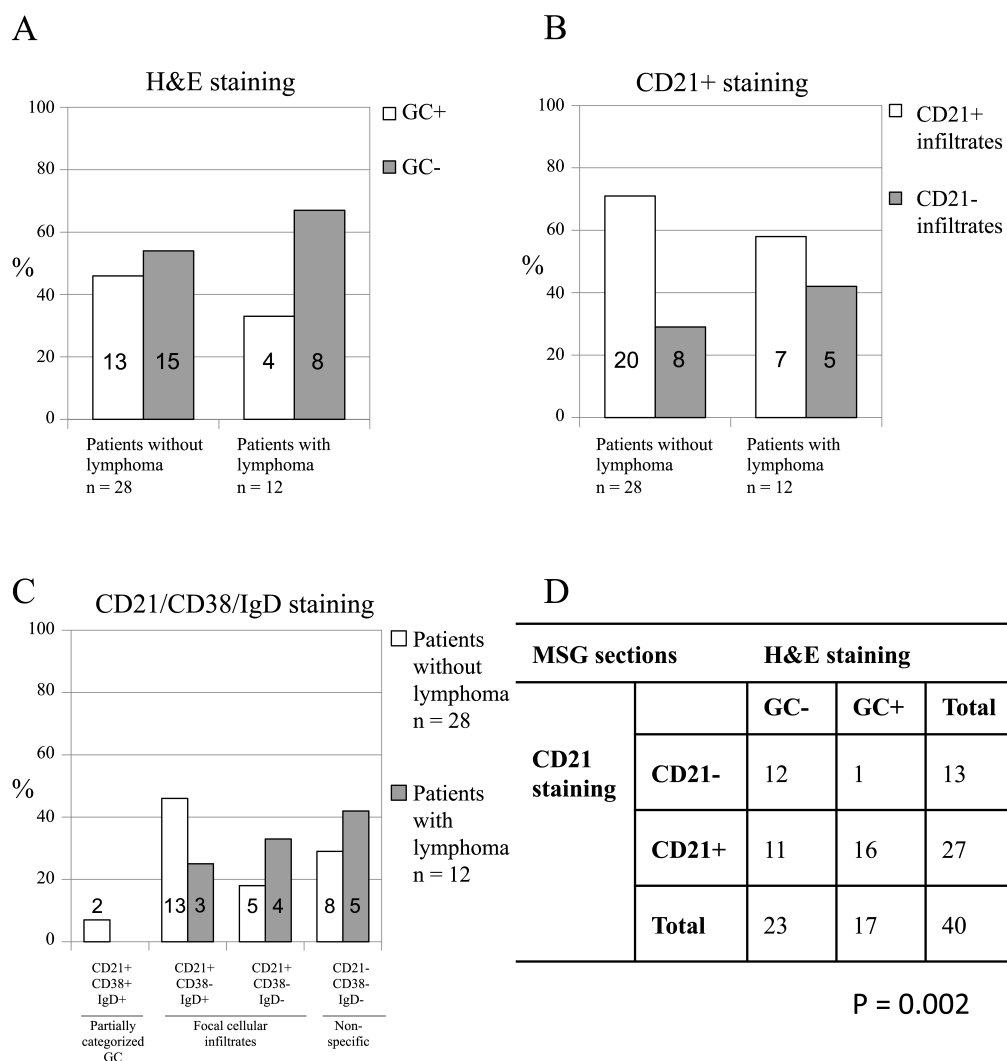 A
H&E staining
100
80
60
%
40
20
0
13
15
4
8
GC+
GC-
Patients without
lymphoma
n = 28
Patients with
lymphoma
n = 12
B
CD21+ staining
100
80
60
%
40
20
0
20
8
7
5
CD21+
infiltrates
CD21-
infiltrates
Patients without
lymphoma
n = 28
Patients with
lymphoma
n = 12
C
CD21/CD38/IgD staining
100
80
60
%
40
20
0
2
13
3
5
4
8
5
Patients
without
lymphoma
n = 28
Patients
with
lymphoma
n = 12
CD21+
CD38+
IgD+
CD21+
CD38-
IgD+
CD21+
CD38-
IgD-
CD21-
CD38-
IgD-
Partially
categorized
GC
Focal cellular
infiltrates
Non-
specific
D
MSG sections H&E staining
GC- GC+ Total
CD21
staining
CD21- 12 1 13
CD21+ 11 16 27
Total 23 17 40
P = 0.002